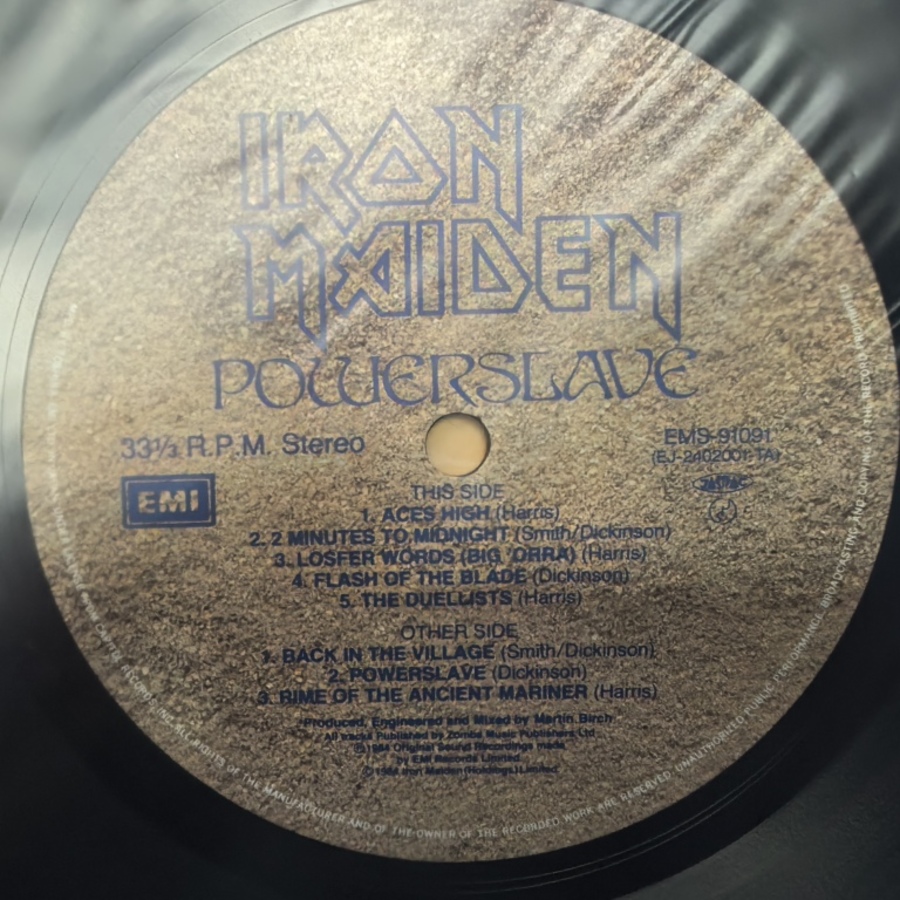 IRON
MAIDEN
POWERSLAVE
33⅓ R.P.M. Stereo
EMS-91091
(EJ-2402001 TA)
EMI
JASRAC
THIS SIDE
1. ACES HIGH (Harris)
2. 2 MINUTES TO MIDNIGHT (Smith/Dickinson)
3. LOSFER WORDS (BIG 'ORRA) (Harris)
4. FLASH OF THE BLADE (Dickinson)
5. THE DUELLISTS (Harris)
OTHER SIDE
1. BACK IN THE VILLAGE (Smith/Dickinson)
2. POWERSLAVE (Dickinson)
3. RIME OF THE ANCIENT MARINER (Harris)
Produced, Engineered and Mixed by Martin Birch
All tracks Published by Zomba Music Publishers Ltd
Ⓟ 1984 Original Sound Recordings made
by EMI Records Limited
© 1984 Iron Maiden (Holdings) Limited
OF THE MANUFACTURER AND OF THE OWNER OF THE RECORDED WORK ARE RESERVED. UNAUTHORISED PUBLIC PERFORMANCE, BROADCASTING AND COPYING OF THIS RECORD PROHIBITED